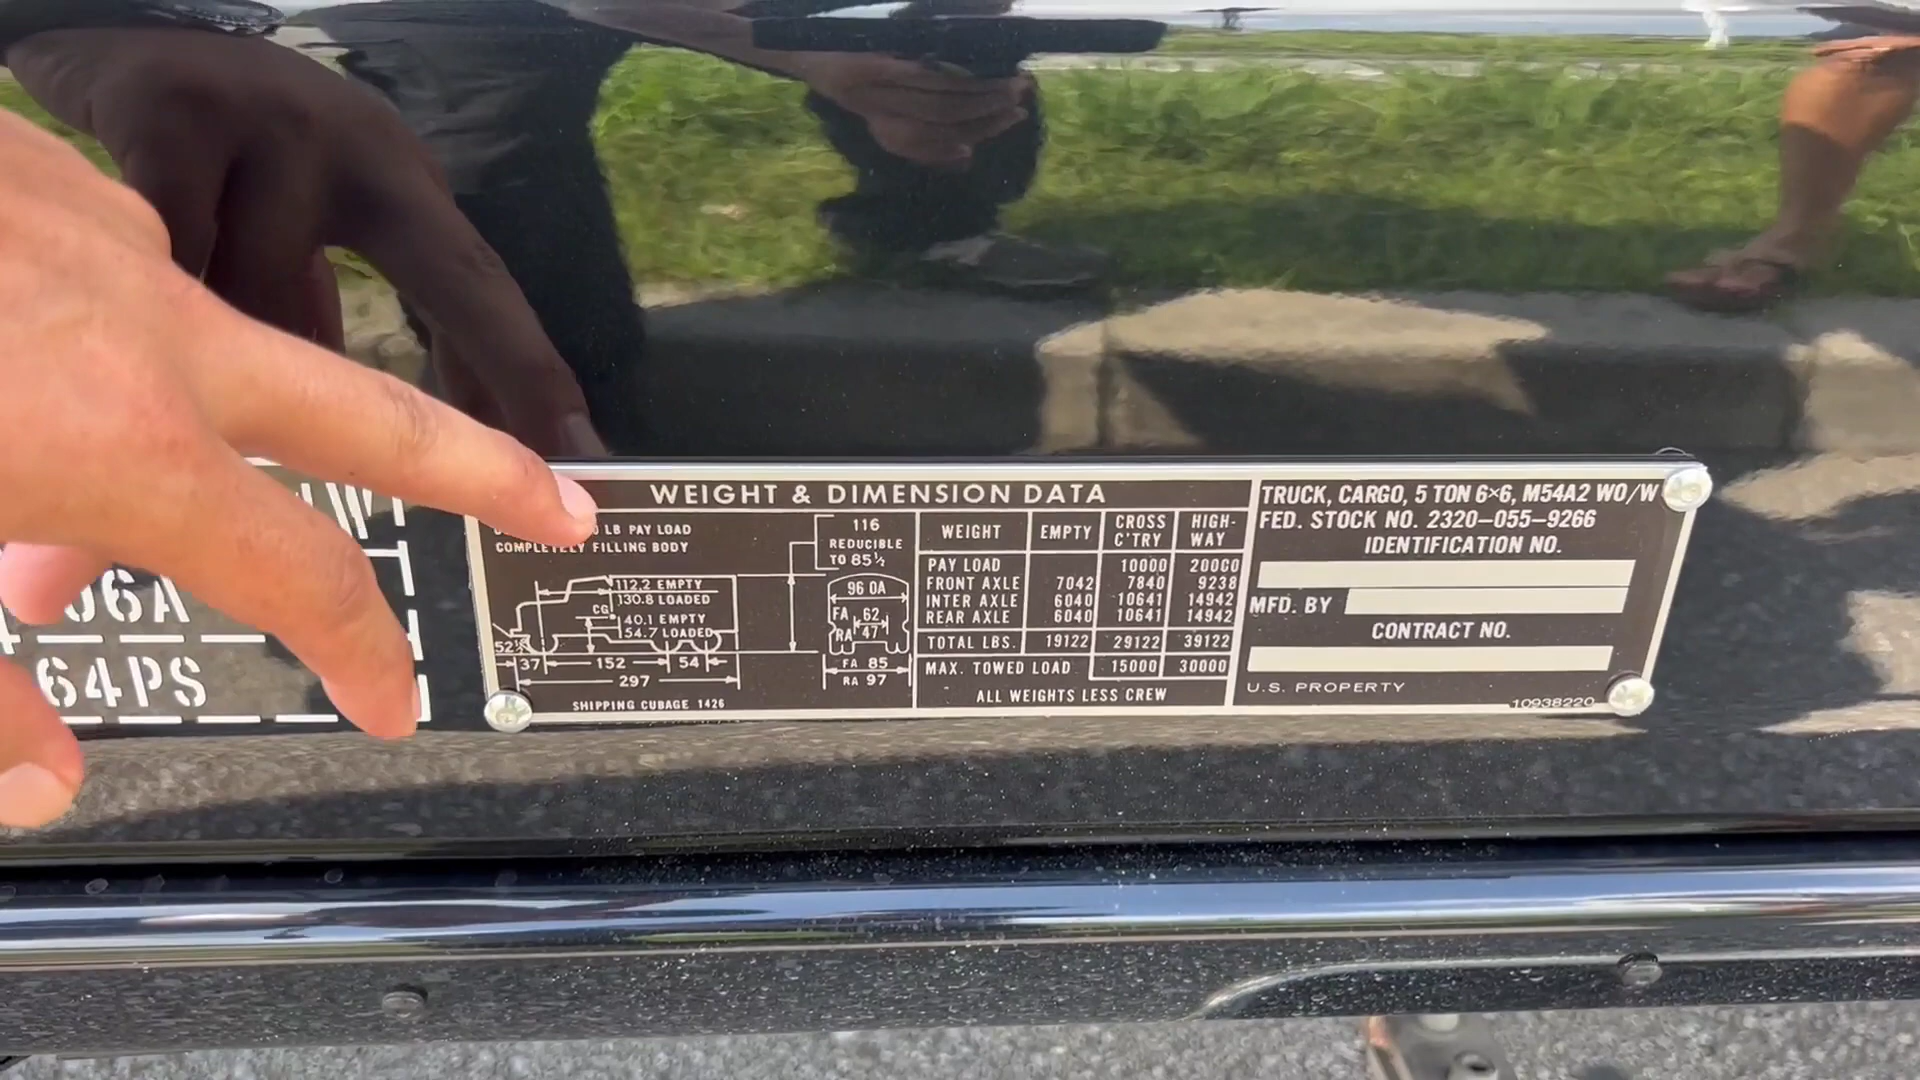 WEIGHT & DIMENSION DATA
LB PAY LOAD
COMPLETELY FILLING BODY
112.2 EMPTY
130.8 LOADED
CG
40.1 EMPTY
54.7 LOADED
37 152 54
297
SHIPPING CUBAGE 1426
116
REDUCIBLE
TO 85½
96 OA
FA 62
RA 47
FA 85
RA 97
WEIGHT EMPTY CROSS C'TRY HIGH-WAY
PAY LOAD 10000 20000
FRONT AXLE 7042 7840 9238
INTER AXLE 6040 10641 14942
REAR AXLE 6040 10641 14942
TOTAL LBS. 19122 29122 39122
MAX. TOWED LOAD 15000 30000
ALL WEIGHTS LESS CREW
TRUCK, CARGO, 5 TON 6×6, M54A2 WO/W
FED. STOCK NO. 2320-055-9266
IDENTIFICATION NO.
MFD. BY
CONTRACT NO.
U.S. PROPERTY
10938220
06A
64PS